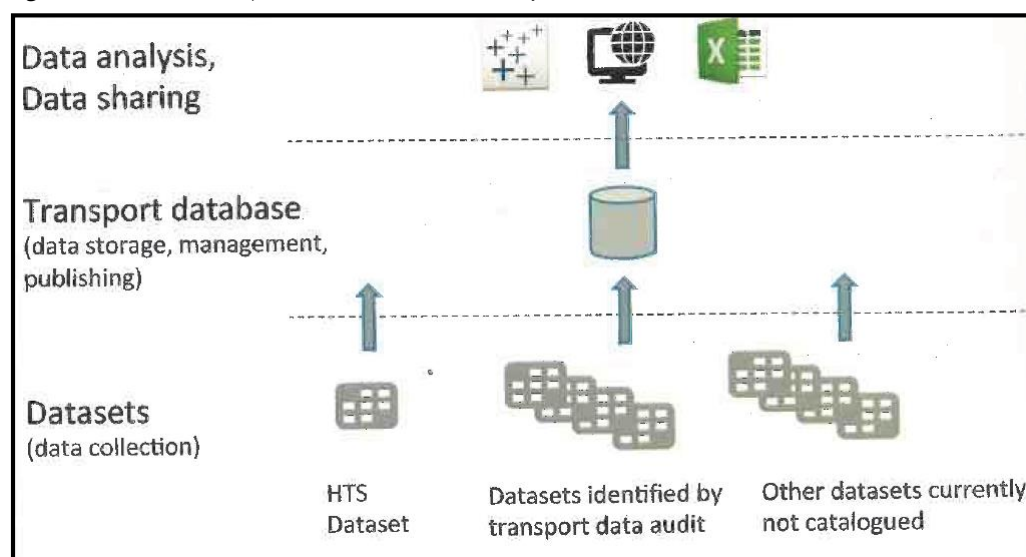 Data analysis,
Data sharing
X
Transport database
(data storage, management,
publishing)
Datasets
(data collection)
HTS
Dataset
Datasets identified by
transport data audit
Other datasets currently
not catalogued